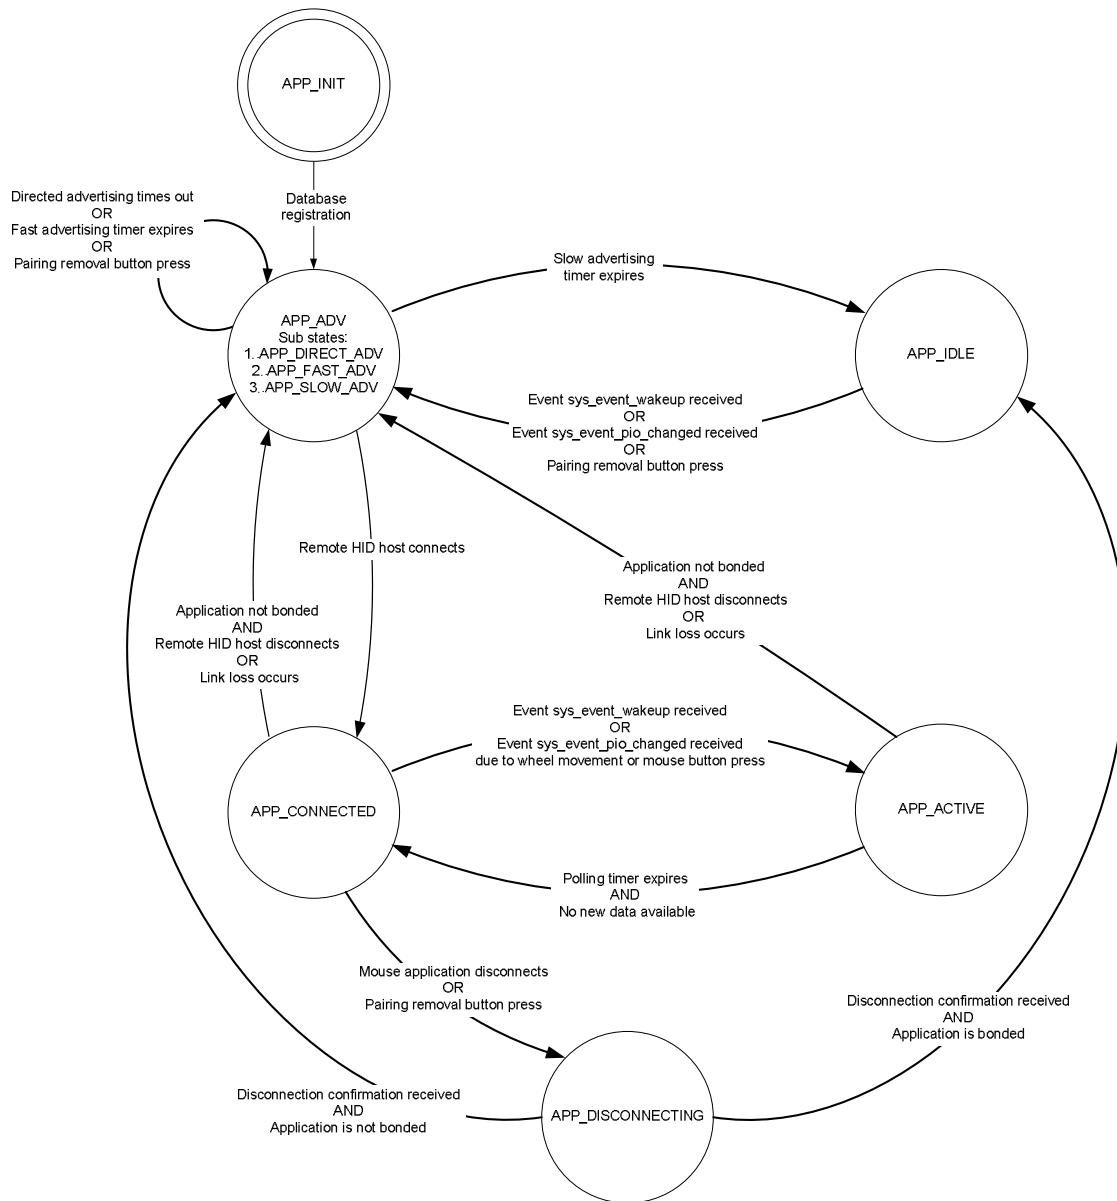 APP_INIT
Database
registration
Directed advertising times out
OR
Fast advertising timer expires
OR
Pairing removal button press
Slow advertising
timer expires
APP_ADV
Sub states:
1..APP_DIRECT_ADV
2..APP_FAST_ADV
3..APP_SLOW_ADV
APP_IDLE
Event sys_event_wakeup received
OR
Event sys_event_pio_changed received
OR
Pairing removal button press
Remote HID host connects
Application not bonded
AND
Remote HID host disconnects
OR
Link loss occurs
Application not bonded
AND
Remote HID host disconnects
OR
Link loss occurs
Event sys_event_wakeup received
OR
Event sys_event_pio_changed received
due to wheel movement or mouse button press
APP_CONNECTED
APP_ACTIVE
Polling timer expires
AND
No new data available
Mouse application disconnects
OR
Pairing removal button press
Disconnection confirmation received
AND
Application is bonded
Disconnection confirmation received
AND
Application is not bonded
APP_DISCONNECTING